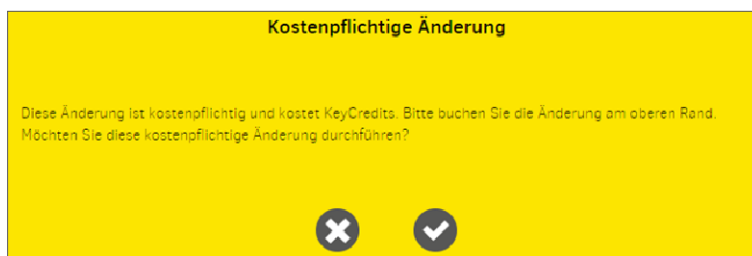 Kostenpflichtige Änderung
Diese Änderung ist kostenpflichtig und kostet KeyCredits. Bitte buchen Sie die Änderung am oberen Rand.
Möchten Sie diese kostenpflichtige Änderung durchführen?